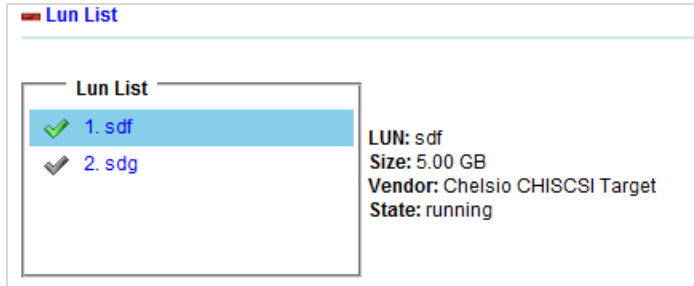 Lun List
Lun List
1. sdf
2. sdg
LUN: sdf
Size: 5.00 GB
Vendor: Chelsio CHISCSI Target
State: running